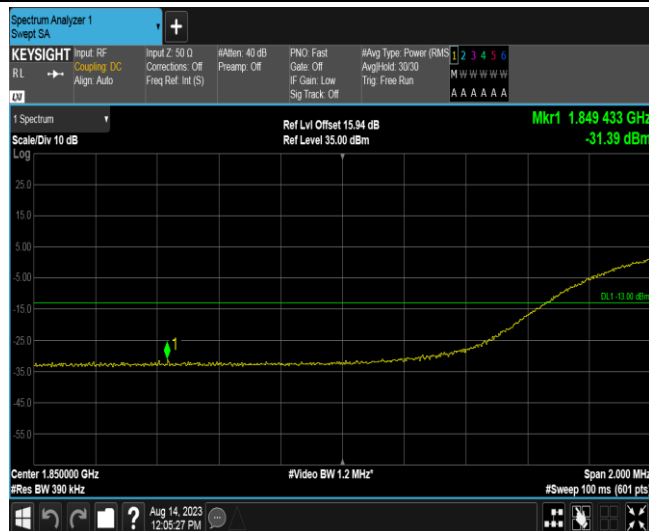 Spectrum Analyzer 1
Swept SA
+
KEYSIGHT
RL
LXI
Input: RF
Coupling: DC
Align: Auto
Input Z: 50 Ω
Corrections: Off
Freq Ref: Int (S)
#Atten: 40 dB
Preamp: Off
PNO: Fast
Gate: Off
IF Gain: Low
Sig Track: Off
#Avg Type: Power (RMS
Avg|Hold: 30/30
Trig: Free Run
1 2 3 4 5 6
M W W W W W
A A A A A A
1 Spectrum
Scale/Div 10 dB
Ref Lvl Offset 15.94 dB
Ref Level 35.00 dBm
Mkr1 1.849 433 GHz
-31.39 dBm
Log
25.0
15.0
5.00
-5.00
-15.0
-25.0
-35.0
-45.0
-55.0
1
DL1 -13.00 dBm
Center 1.850000 GHz
#Res BW 390 kHz
#Video BW 1.2 MHz*
Span 2.000 MHz
#Sweep 100 ms (601 pts)
?
Aug 14, 2023
12:05:27 PM